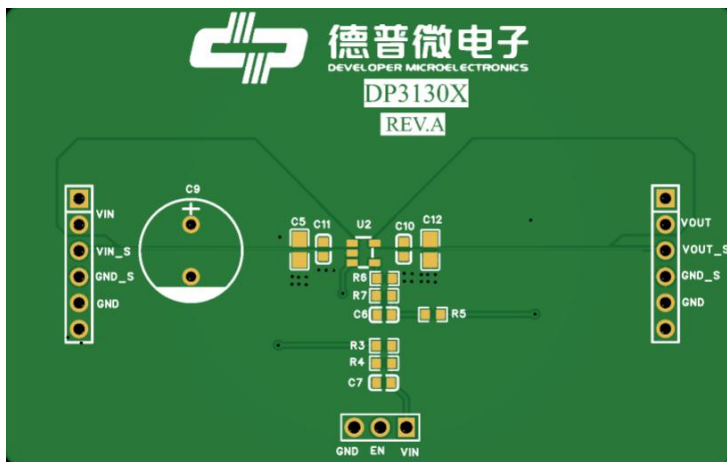 德普微电子
DEVELOPER MICROELECTRONICS
DP3130X
REV.A
C9
VIN
VIN_S
GND_S
GND
C5
C11
U2
C10
C12
VOUT
VOUT_S
GND_S
GND
R6
R7
C6
R5
R3
R4
C7
GND EN VIN